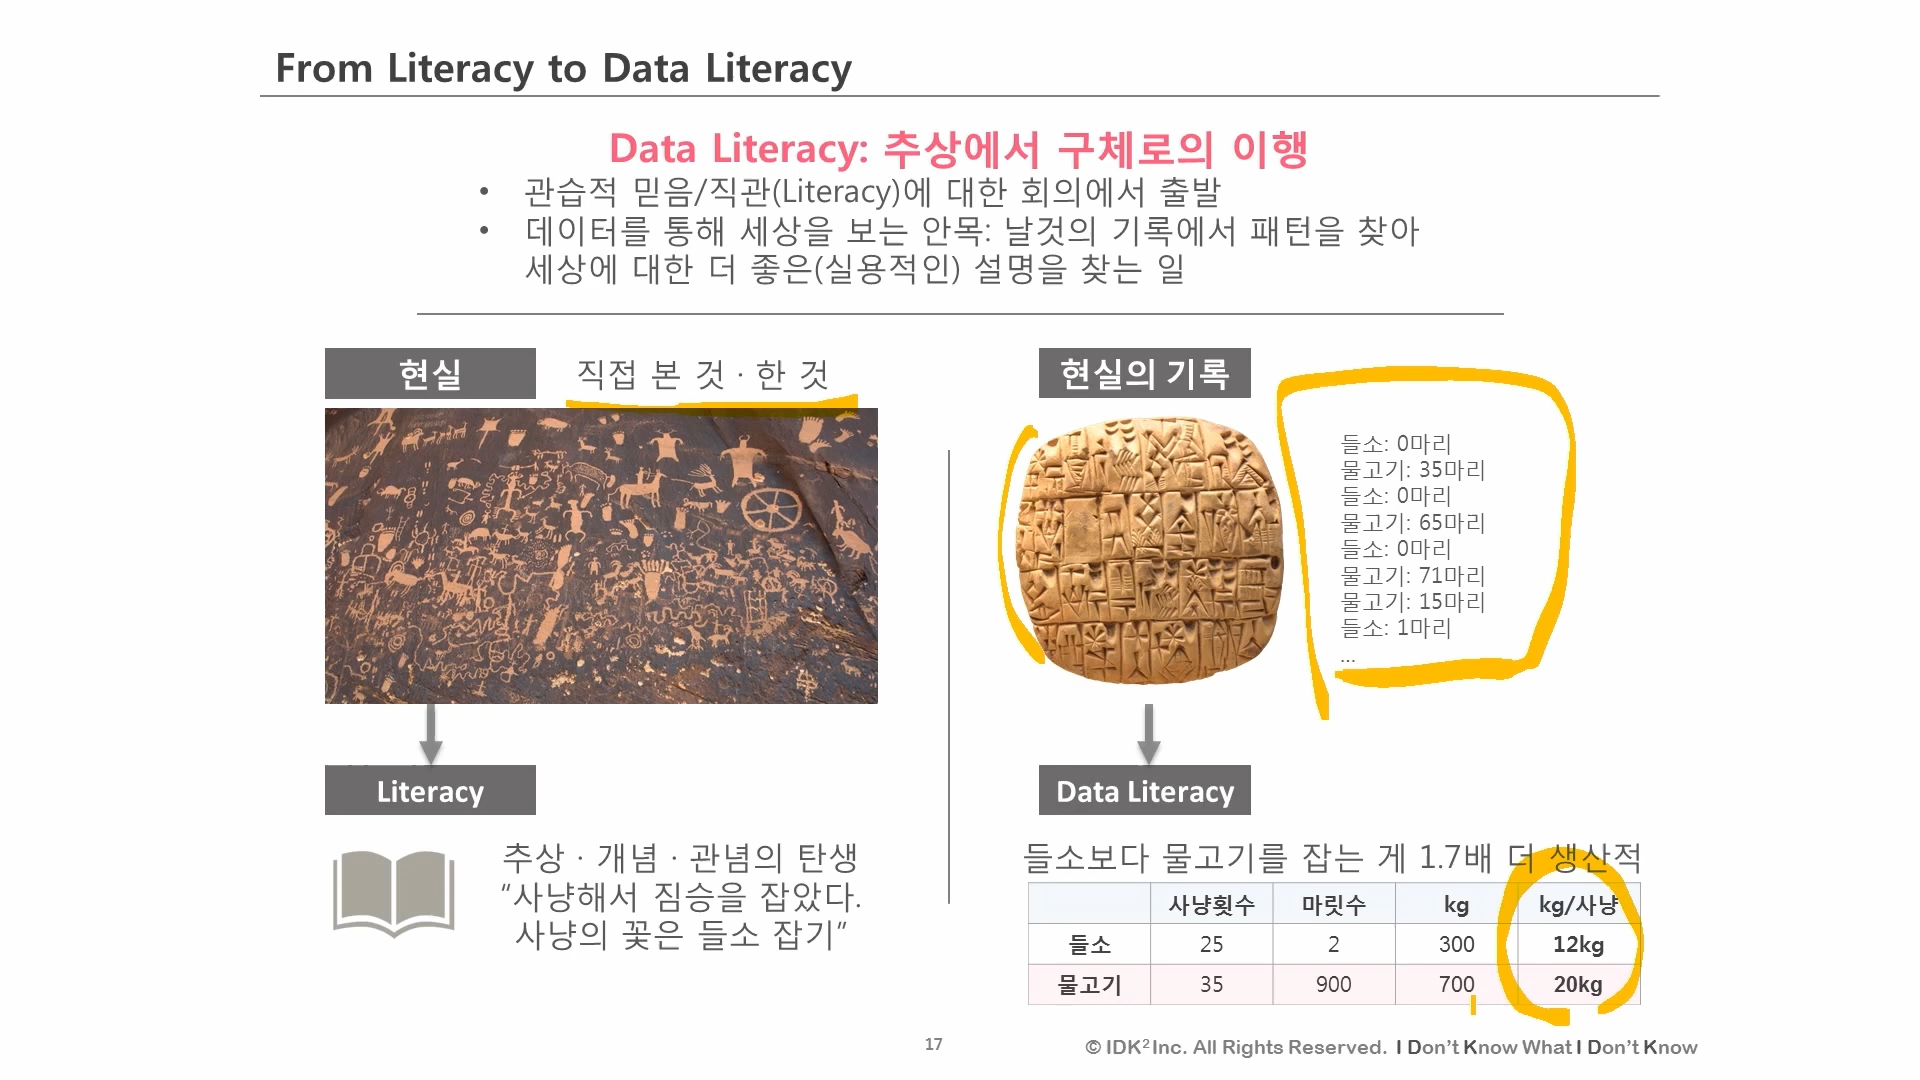 From Literacy to Data Literacy
Data Literacy: 추상에서 구체로의 이행
• 관습적 믿음/직관(Literacy)에 대한 회의에서 출발
• 데이터를 통해 세상을 보는 안목: 날것의 기록에서 패턴을 찾아
세상에 대한 더 좋은(실용적인) 설명을 찾는 일
현실
직접 본 것 · 한 것
Literacy
추상 · 개념 · 관념의 탄생
“사냥해서 짐승을 잡았다.
사냥의 꽃은 들소 잡기”
현실의 기록
들소: 0마리
물고기: 35마리
들소: 0마리
물고기: 65마리
들소: 0마리
물고기: 71마리
물고기: 15마리
들소: 1마리
...
Data Literacy
들소보다 물고기를 잡는 게 1.7배 더 생산적
사냥횟수 마릿수 kg kg/사냥
들소 25 2 300 12kg
물고기 35 900 700 20kg
17
© IDK² Inc. All Rights Reserved. I Don’t Know What I Don’t Know